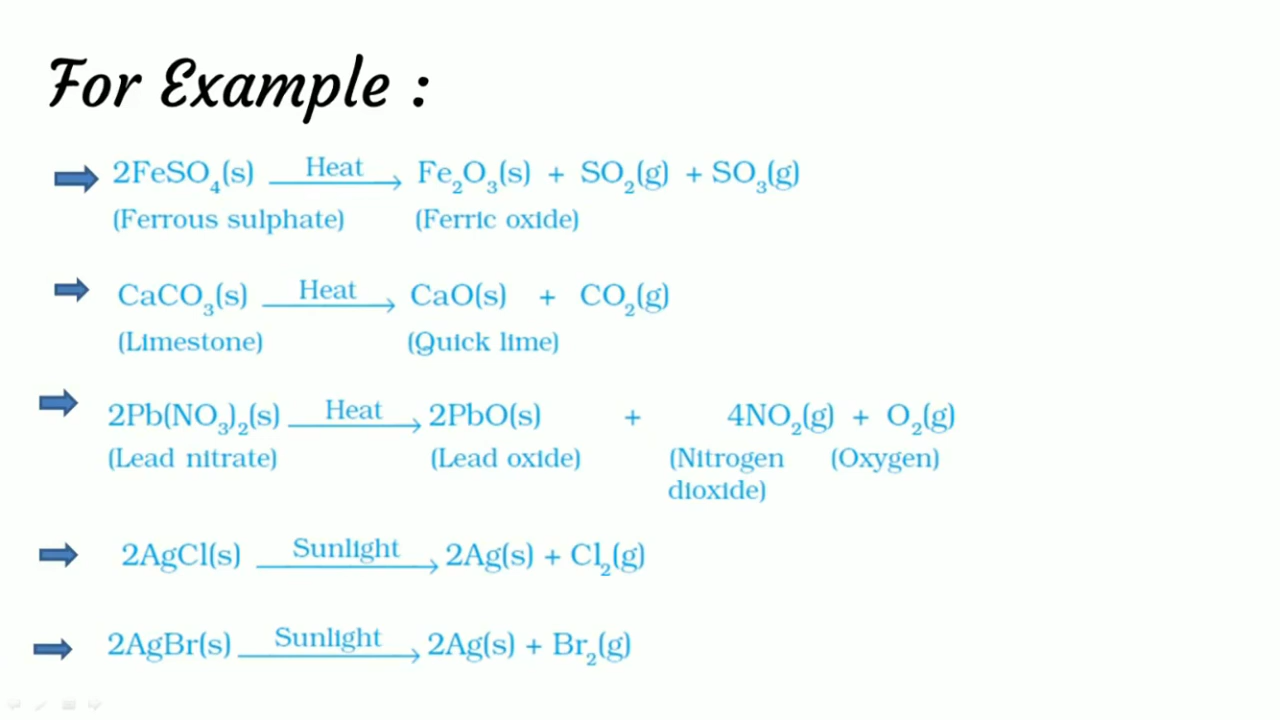 For Example :
2FeSO₄(s) Heat Fe₂O₃(s) + SO₂(g) + SO₃(g)
(Ferrous sulphate) (Ferric oxide)
CaCO₃(s) Heat CaO(s) + CO₂(g)
(Limestone) (Quick lime)
2Pb(NO₃)₂(s) Heat 2PbO(s) + 4NO₂(g) + O₂(g)
(Lead nitrate) (Lead oxide) (Nitrogen (Oxygen)
dioxide)
2AgCl(s) Sunlight 2Ag(s) + Cl₂(g)
2AgBr(s) Sunlight 2Ag(s) + Br₂(g)